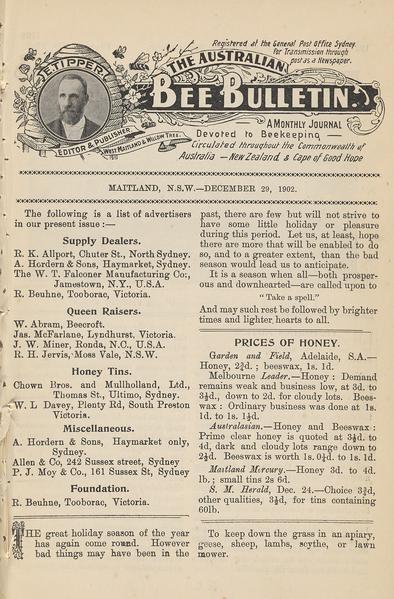 Registered at the General Post Office Sydney
for Transmission through
post as a Newspaper.
E. TIPPER.
EDITOR & PUBLISHER
WEST MAITLAND & WILLOW TREE
THE AUSTRALIAN
BEE BULLETIN.
A MONTHLY JOURNAL
Devoted to Beekeeping
Circulated throughout the Commonwealth of
Australia — New Zealand & Cape of Good Hope
MAITLAND, N.S.W.—DECEMBER 29, 1902.
The following is a list of advertisers
in our present issue :—
Supply Dealers.
R. K. Allport, Chuter St., North Sydney.
A. Hordern & Sons, Haymarket, Sydney.
The W. T. Falconer Manufacturing Co;,
Jamestown, N.Y., U.S.A.
R. Beuhne, Tooborac, Victoria.
Queen Raisers.
W. Abram, Beecroft.
Jas. McFarlane, Lyndhurst, Victoria.
J. W. Miner, Ronda, N.C., U.S.A.
R. H. Jervis, Moss Vale, N.S.W.
Honey Tins.
Chown Bros. and Mullholland, Ltd.,
Thomas St., Ultimo, Sydney.
W. L Davey, Plenty Rd, South Preston
Victoria.
Miscellaneous.
A. Hordern & Sons, Haymarket only,
Sydney.
Allen & Co, 242 Sussex street, Sydney
P. J. Moy & Co., 161 Sussex St, Sydney
Foundation.
R. Beuhne, Tooborac, Victoria.
THE great holiday season of the year
has again come round. However
bad things may have been in the
past, there are few but will not strive to
have some little holiday or pleasure
during this period. Let us, at least, hope
there are more that will be enabled to do
so, and to a greater extent, than the bad
season would lead us to anticipate.
It is a season when all—both prosper-
ous and downhearted—are called upon to
"Take a spell."
And may such rest be followed by brighter
times and lighter hearts to all.
PRICES OF HONEY.
Garden and Field, Adelaide, S.A.—
Honey, 2¾d.; beeswax, 1s. 1d.
Melbourne Leader.—Honey : Demand
remains weak and business low, at 3d. to
3½d., down to 2d. for cloudy lots. Bees-
wax : Ordinary business was done at 1s.
1d. to 1s. 1½d.
Australasian.—Honey and Beeswax :
Prime clear honey is quoted at 3½d. to
4d., dark and cloudy lots range down to
2½d. Beeswax is worth 1s. 0½d. to 1s. 1d.
Maitland Mercury.—Honey 3d. to 4d.
lb.; small tins 2s 6d.
S. M. Herald, Dec. 24.—Choice 3¾d,
other qualities, 3½d, for tins containing
60lb.
To keep down the grass in an apiary,
geese, sheep, lambs, scythe, or lawn
mower.